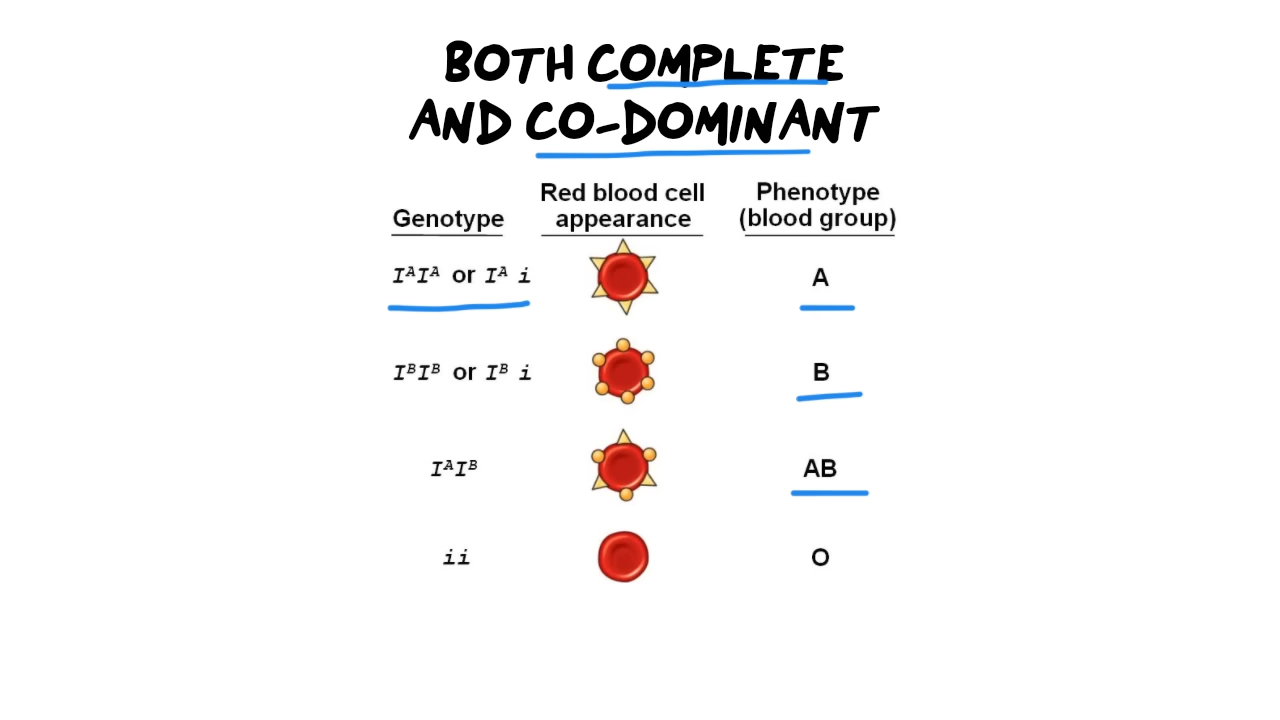 BOTH COMPLETE
AND CO-DOMINANT
Genotype Red blood cell appearance Phenotype (blood group)
IᴬIᴬ or Iᴬ i A
IᴮIᴮ or Iᴮ i B
IᴬIᴮ AB
ii O